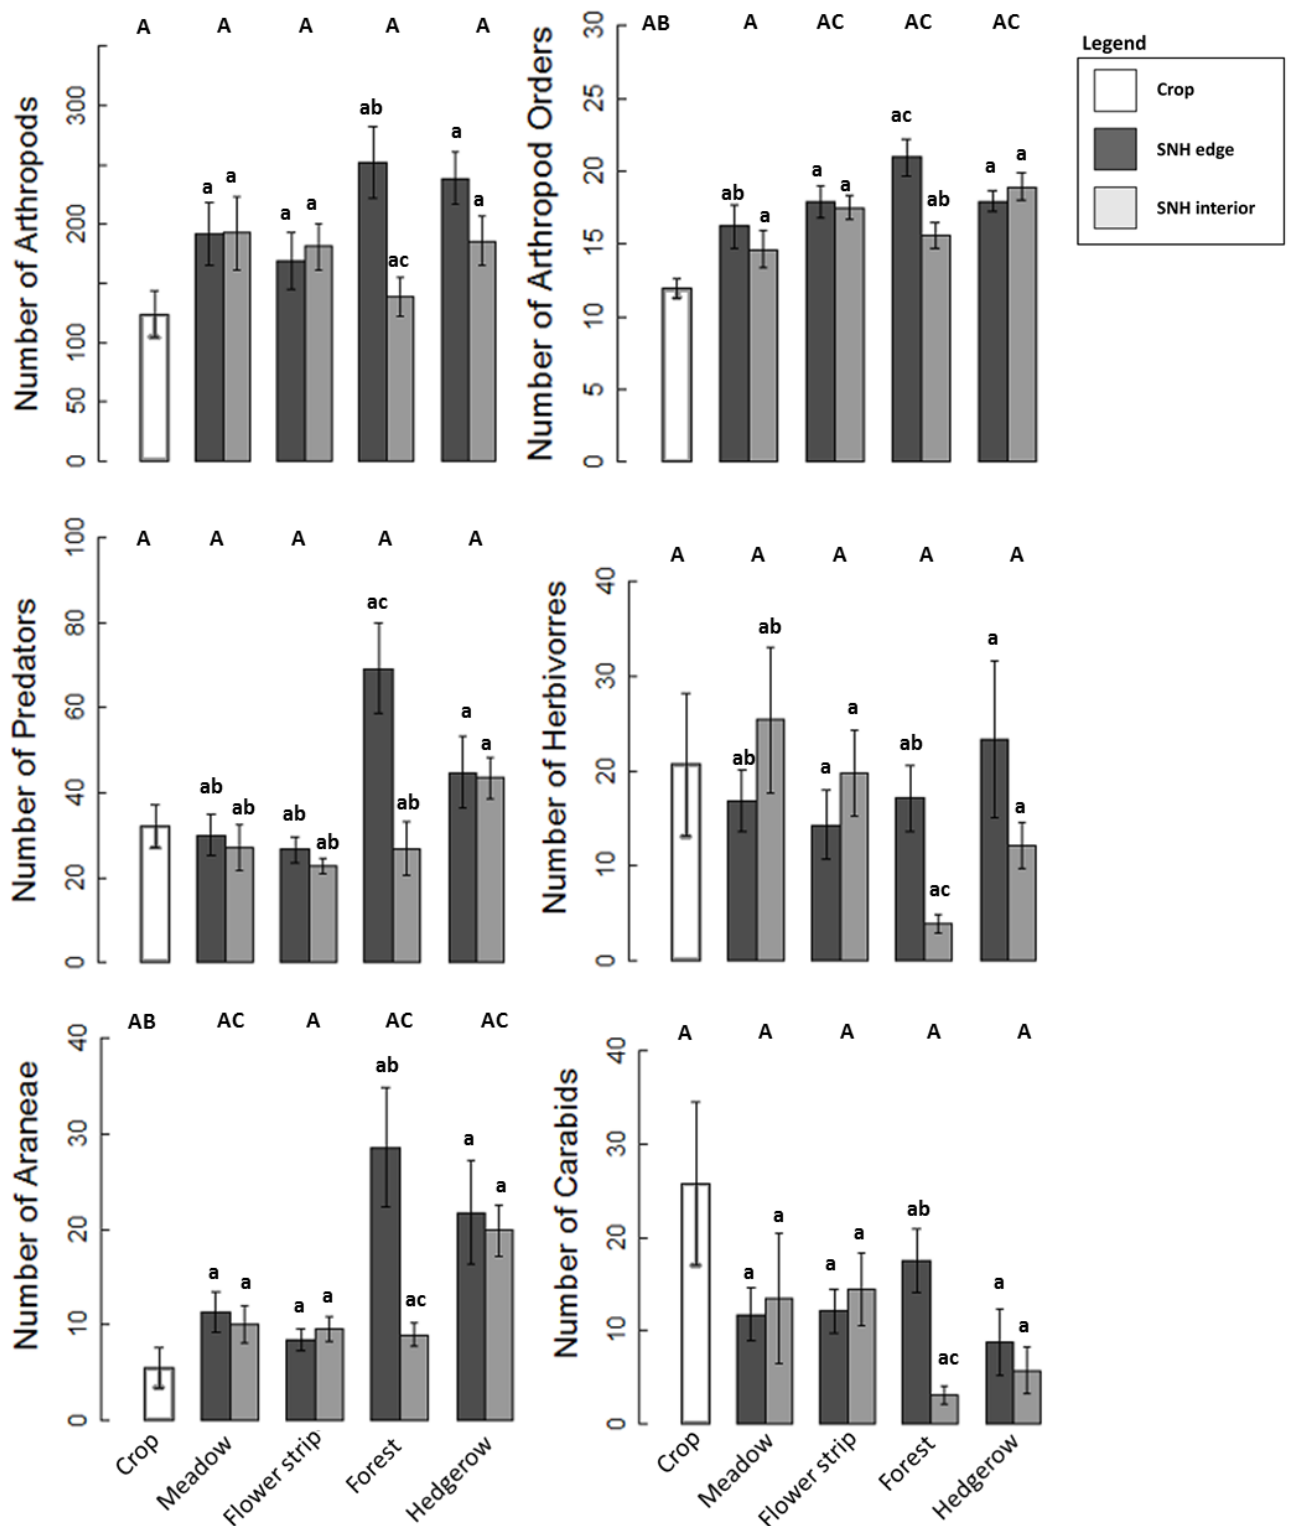 A A A A A
Number of Arthropods
300
200
100
50
0
a a a a ab ac a a
AB A AC AC AC
Number of Arthropod Orders
30
25
20
15
10
5
0
ab a a a ac ab a a
Legend
Crop
SNH edge
SNH interior
A A A A A
Number of Predators
100
80
60
40
20
0
ab ab ab ab ac ab a a
A A A A A
Number of Herbivorres
40
30
20
10
0
ab ab a a ab ac a a
AB AC A AC AC
Number of Araneae
40
30
20
10
0
a a a a ab ac a a
Crop Meadow Flower strip Forest Hedgerow
A A A A A
Number of Carabids
40
30
20
10
0
a a a a ab ac a a
Crop Meadow Flower strip Forest Hedgerow